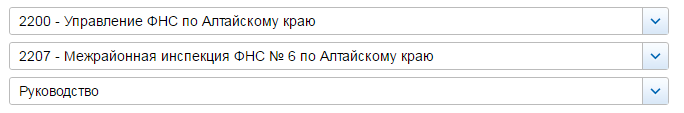 2200 - Управление ФНС по Алтайскому краю
2207 - Межрайонная инспекция ФНС № 6 по Алтайскому краю
Руководство